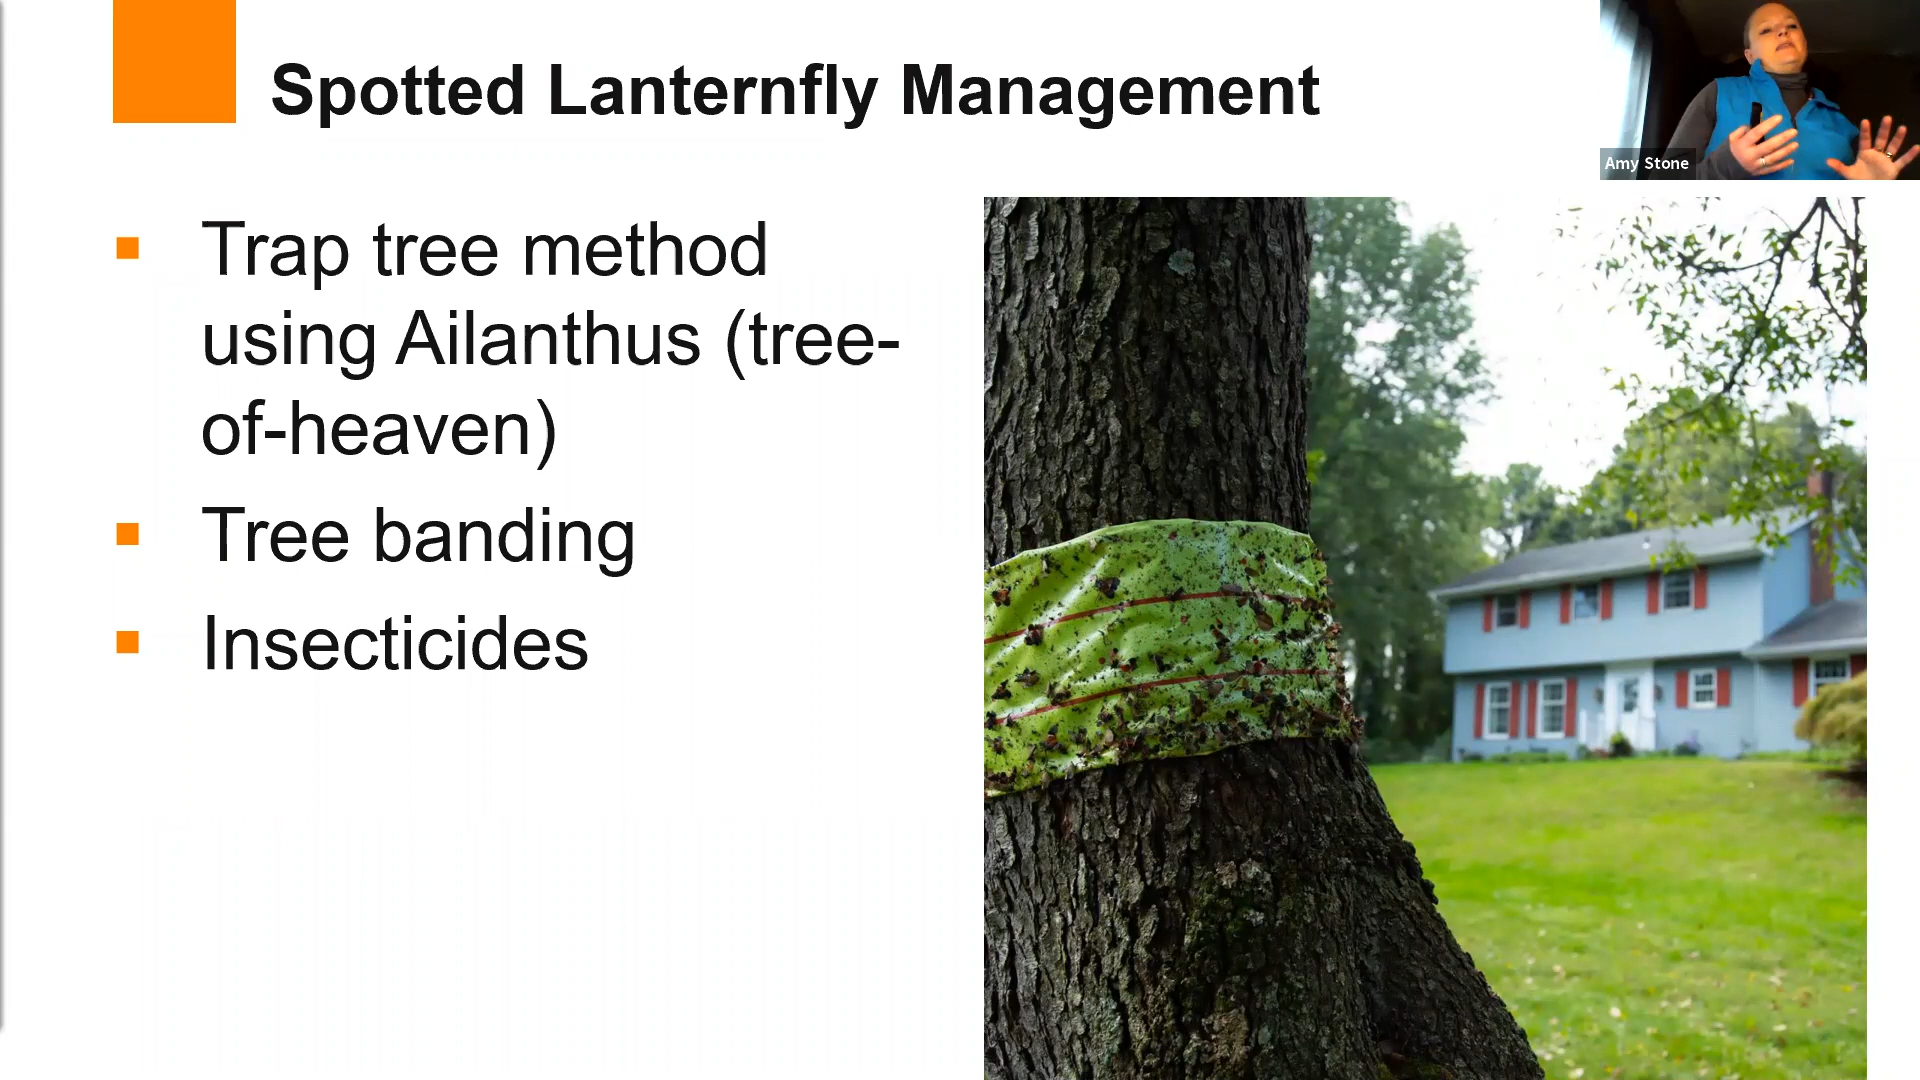 Spotted Lanternfly Management
Amy Stone
Trap tree method
using Ailanthus (tree-
of-heaven)
Tree banding
Insecticides